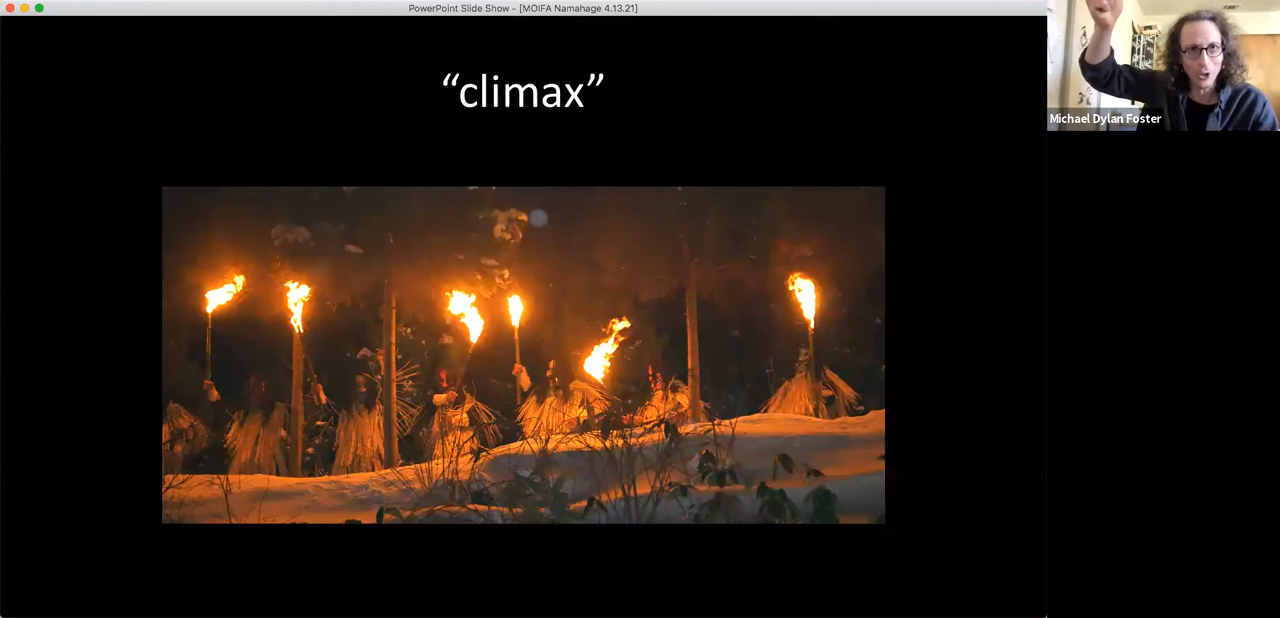 PowerPoint Slide Show - [MOIFA Namahage 4.13.21]
“climax”
Michael Dylan Foster